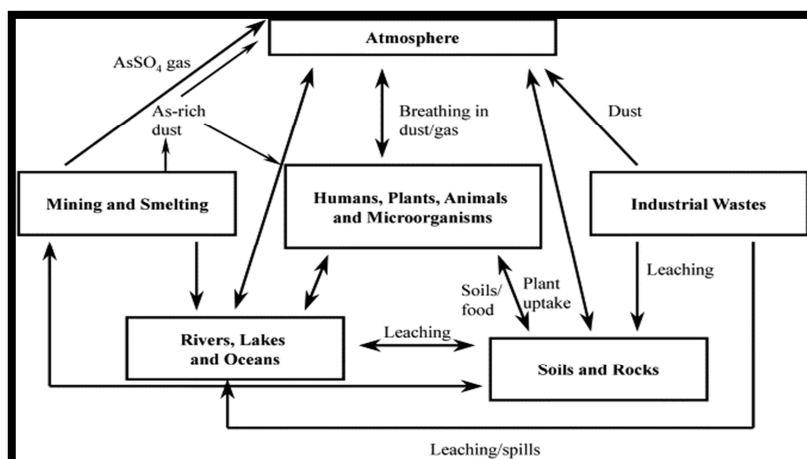 Atmosphere
AsSO₄ gas
As-rich
dust
Breathing in
dust/gas
Dust
Mining and Smelting
Humans, Plants, Animals
and Microorganisms
Industrial Wastes
Soils/
food
Plant
uptake
Leaching
Rivers, Lakes
and Oceans
Leaching
Soils and Rocks
Leaching/spills